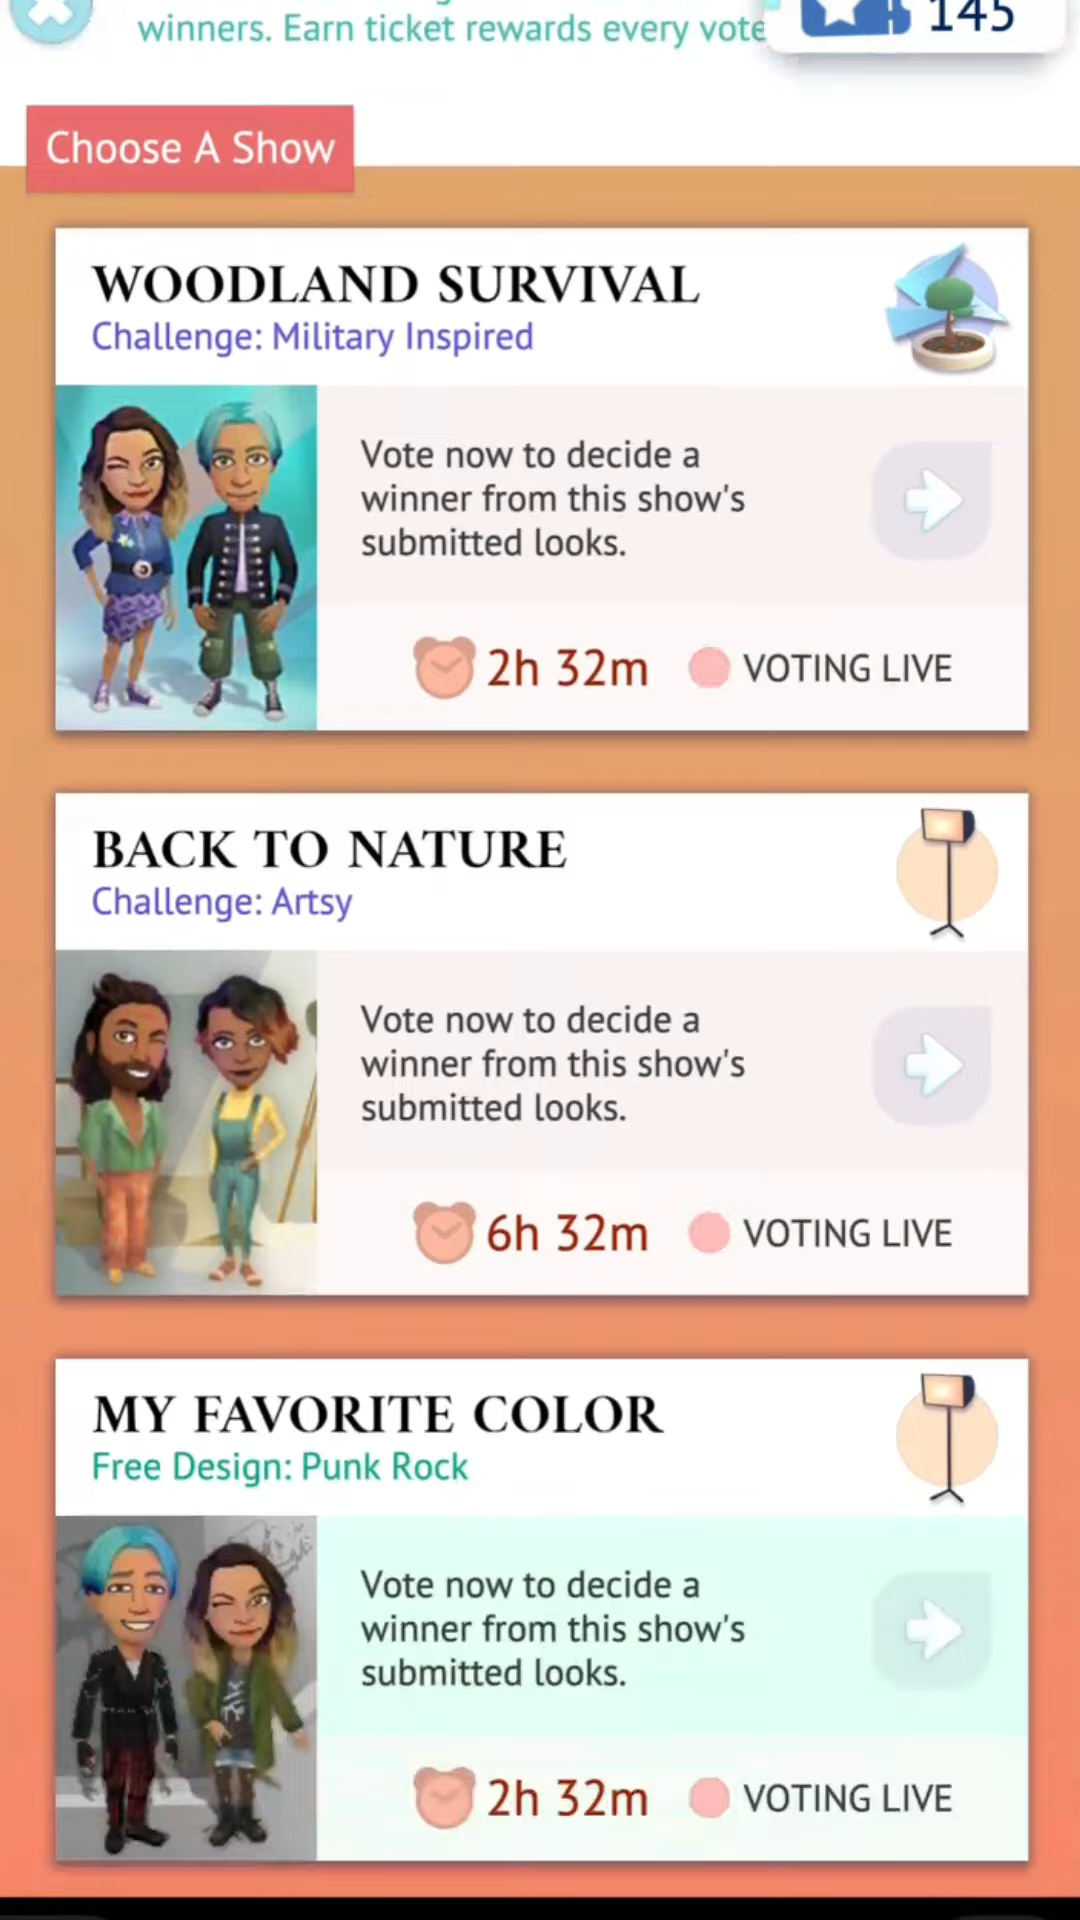 winners. Earn ticket rewards every vote
145
Choose A Show
WOODLAND SURVIVAL
Challenge: Military Inspired
Vote now to decide a
winner from this show's
submitted looks.
2h 32m
VOTING LIVE
BACK TO NATURE
Challenge: Artsy
Vote now to decide a
winner from this show's
submitted looks.
6h 32m
VOTING LIVE
MY FAVORITE COLOR
Free Design: Punk Rock
Vote now to decide a
winner from this show's
submitted looks.
2h 32m
VOTING LIVE